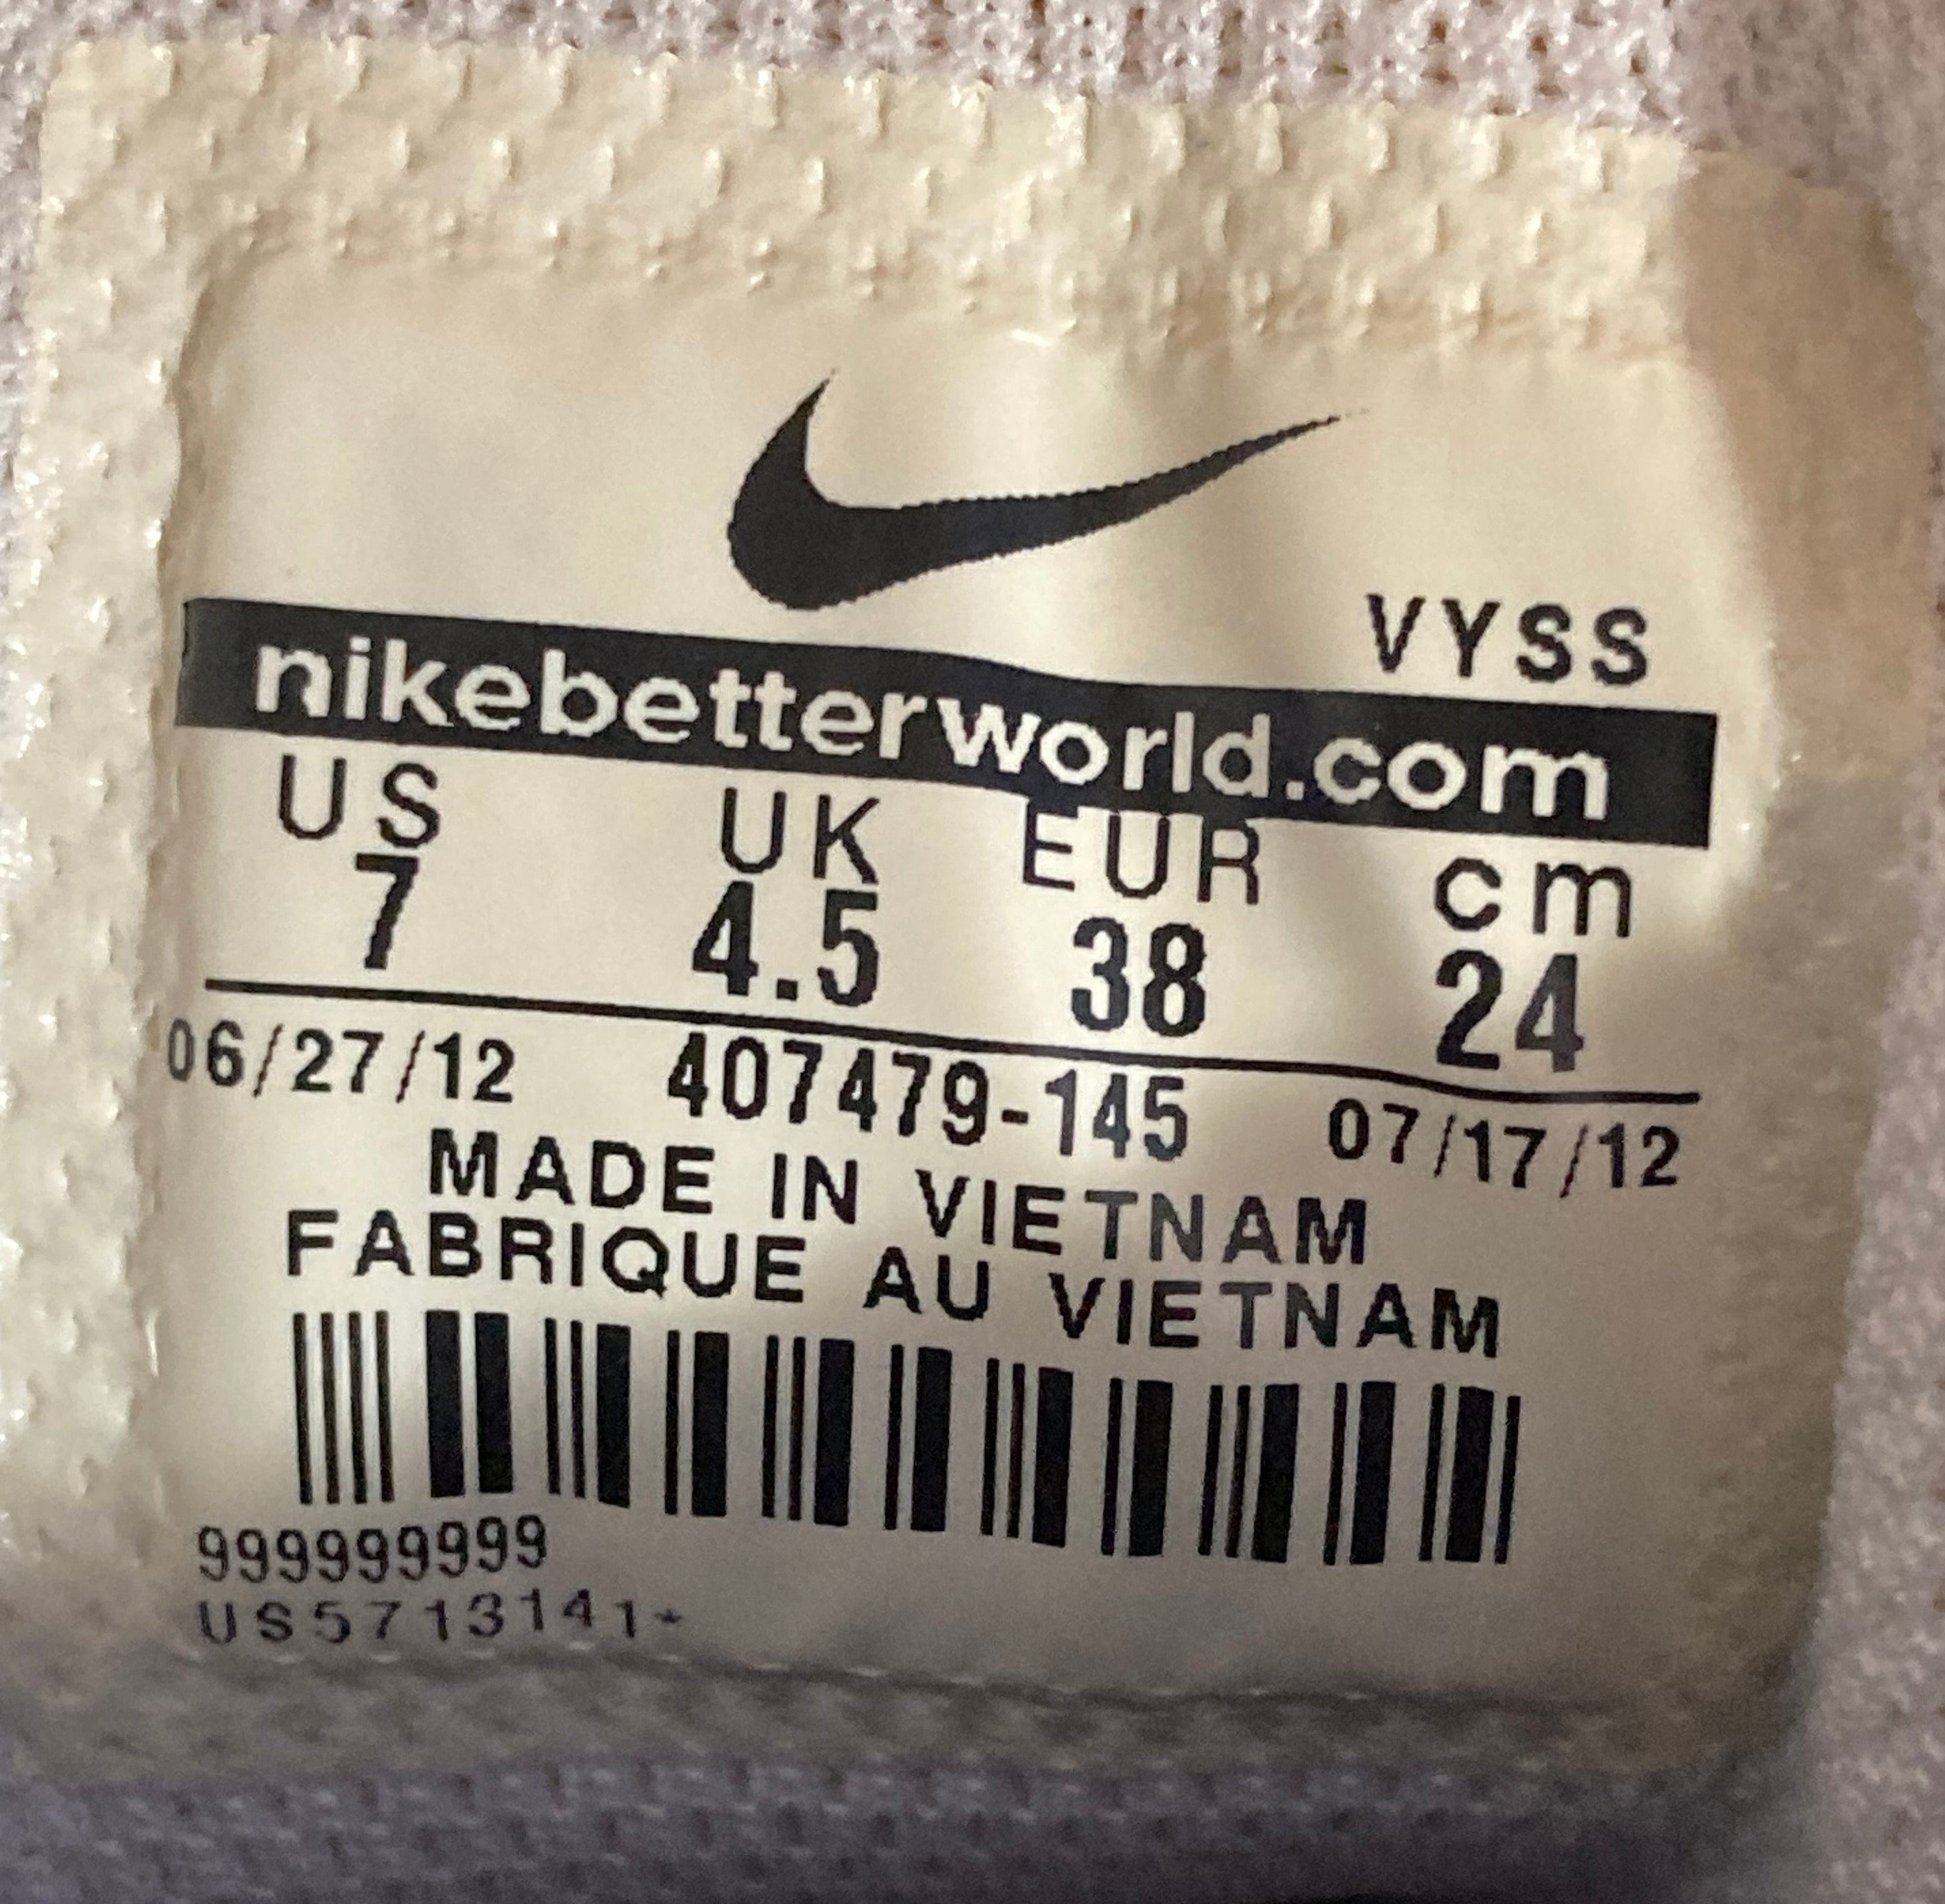 VYSS
nikebetterworld.com
US UK EUR cm
7 4.5 38 24
06/27/12 407479-145 07/17/12
MADE IN VIETNAM
FABRIQUE AU VIETNAM
999999999
US5713141*